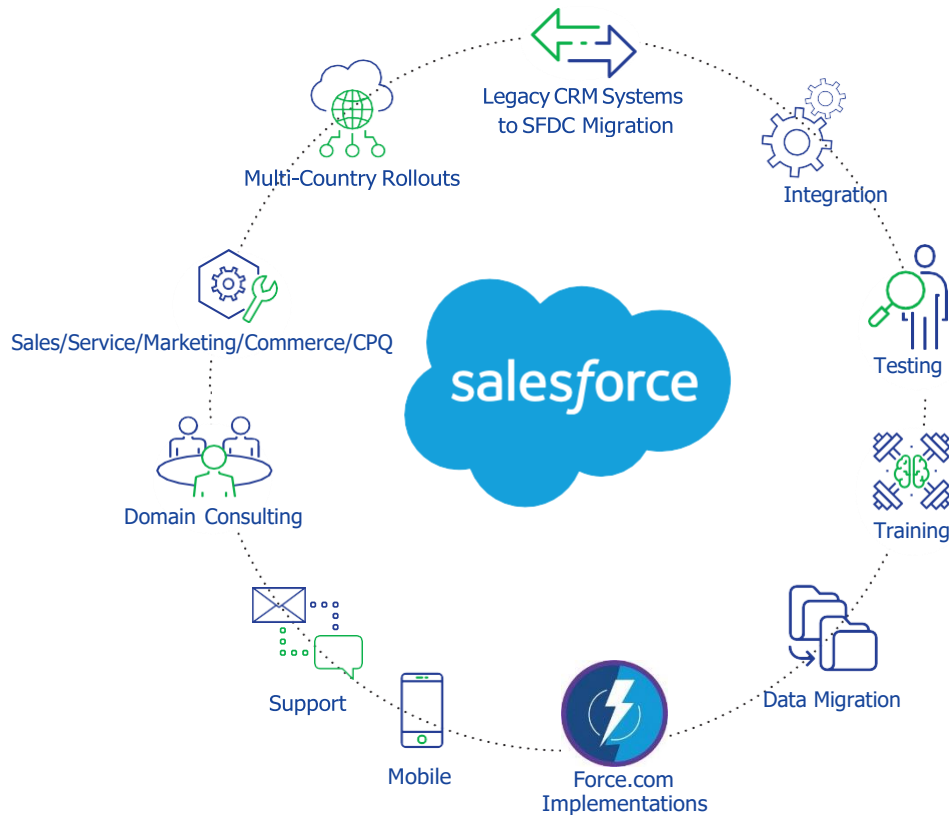 Legacy CRM Systems
to SFDC Migration
Multi-Country Rollouts
Integration
Sales/Service/Marketing/Commerce/CPQ
salesforce
Testing
Domain Consulting
Training
Support
Data Migration
Mobile
Force.com
Implementations